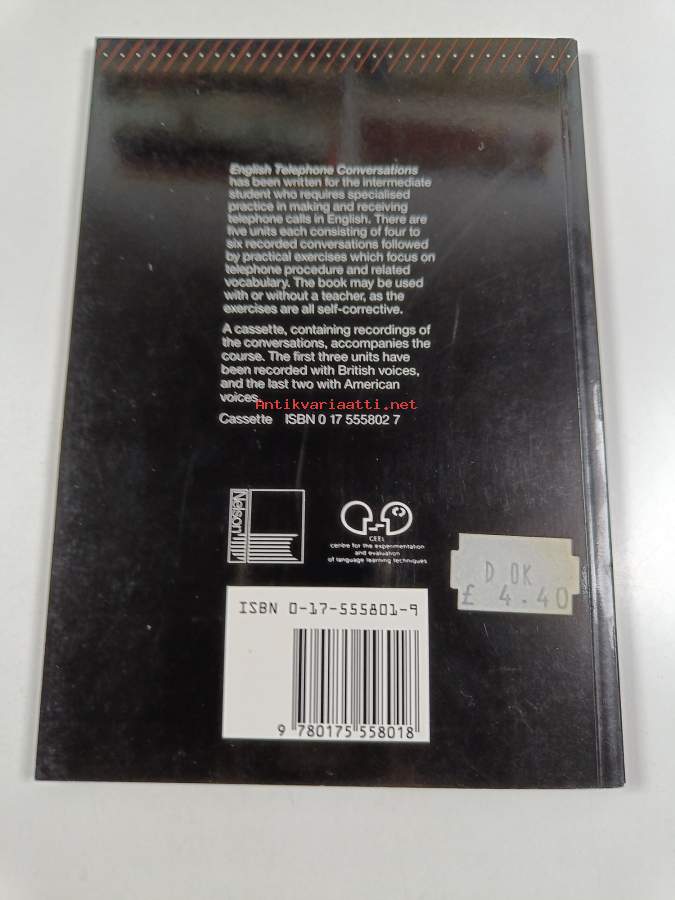 English Telephone Conversations
has been written for the intermediate
student who requires specialised
practice in making and receiving
telephone calls in English. There are
five units each consisting of four to
six recorded conversations followed
by practical exercises which focus on
telephone procedure and related
vocabulary. The book may be used
with or without a teacher, as the
exercises are all self-corrective.
A cassette, containing recordings of
the conversations, accompanies the
course. The first three units have
been recorded with British voices,
and the last two with American
voices.
Antikvariaatti.net
Cassette ISBN 0 17 555802 7
Nelson
CEEL
centre for the experimentation
and evaluation
of language learning techniques
D OK
£ 4.40
ISBN 0-17-555801-9
9 780175 558018